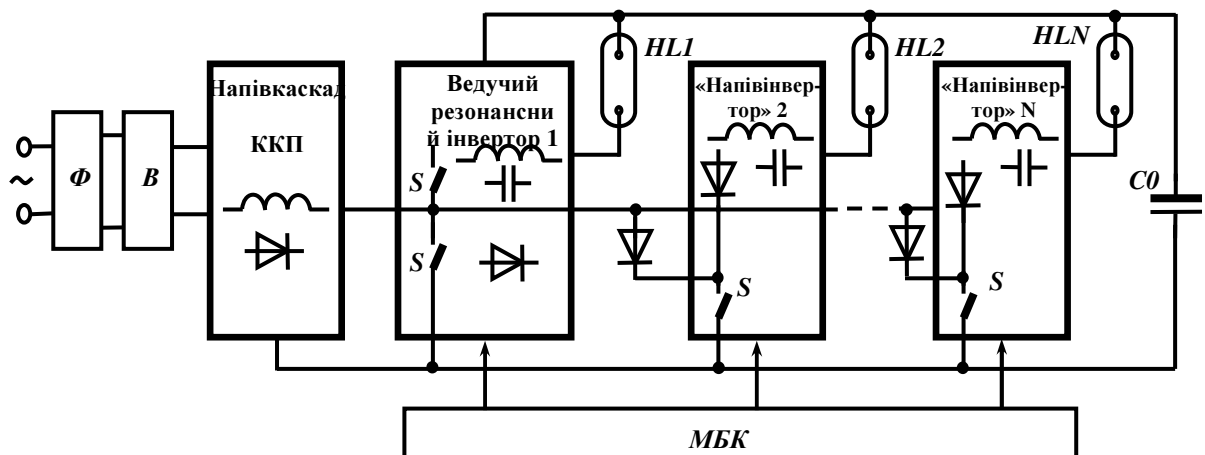 HL1
HL2
HLN
Напівкаскад
ККП
Ведучий
резонансни
й інвертор 1
«Напівінвер-
тор» 2
«Напівінвер-
тор» N
Ф
В
~
S
S
S
S
C0
МБК